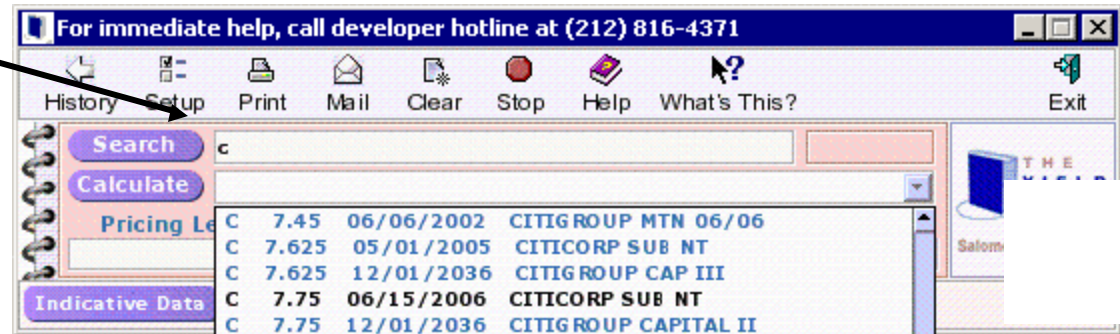 For immediate help, call developer hotline at (212) 816-4371
History Setup Print Mail Clear Stop Help What's This? Exit
Search c
THE
Calculate
Pricing Le
C 7.45 06/06/2002 CITIGROUP MTN 06/06
C 7.625 05/01/2005 CITICORP SUB NT
Salom
C 7.625 12/01/2036 CITIGROUP CAP III
Indicative Data
C 7.75 06/15/2006 CITICORP SUB NT
C 7.75 12/01/2036 CITIGROUP CAPITAL II